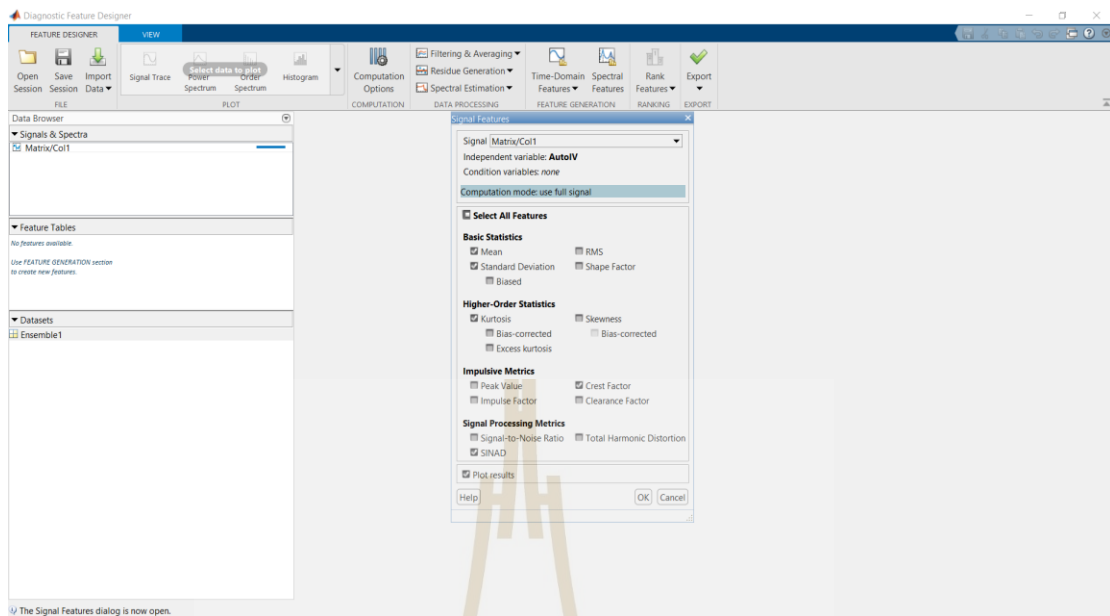 Diagnostic Feature Designer
FEATURE DESIGNER VIEW
Open Session
Save Session
Import Data
FILE
Signal Trace
Power Spectrum
Order Spectrum
Select data to plot
Histogram
PLOT
Computation Options
COMPUTATION
Filtering & Averaging
Residue Generation
Spectral Estimation
DATA PROCESSING
Time-Domain Features
Spectral Features
FEATURE GENERATION
Rank Features
RANKING
Export
EXPORT
Data Browser
Signals & Spectra
Matrix/Col1
Feature Tables
No features available.
Use FEATURE GENERATION section
to create new features.
Datasets
Ensemble1
Signal Features
Signal Matrix/Col1
Independent variable: AutoIV
Condition variables: none
Computation mode: use full signal
Select All Features
Basic Statistics
Mean RMS
Standard Deviation Shape Factor
Biased
Higher-Order Statistics
Kurtosis Skewness
Bias-corrected Bias-corrected
Excess kurtosis
Impulsive Metrics
Peak Value Crest Factor
Impulse Factor Clearance Factor
Signal Processing Metrics
Signal-to-Noise Ratio Total Harmonic Distortion
SINAD
Plot results
Help OK Cancel
The Signal Features dialog is now open.